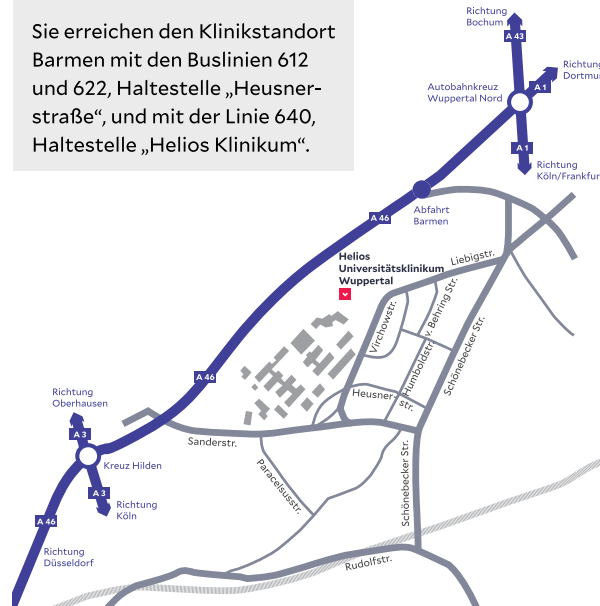 Sie erreichen den Klinikstandort
Barmen mit den Buslinien 612
und 622, Haltestelle „Heusner-
straße“, und mit der Linie 640,
Haltestelle „Helios Klinikum“.
Richtung
Bochum
A 43
Richtung
Dortmun
A 1
Autobahnkreuz
Wuppertal Nord
A 1
Richtung
Köln/Frankfur
Abfahrt
Barmen
A 46
Helios
Universitätsklinikum
Wuppertal
Liebigstr.
Virchowstr.
v. Behring Str.
Humboldtstr.
Schönebecker Str.
Heusner-
str.
A 46
Richtung
Oberhausen
A 3
Kreuz Hilden
Sanderstr.
Paracelsusstr.
Schönebecker Str.
A 3
Richtung
Köln
A 46
Richtung
Düsseldorf
Rudolfstr.